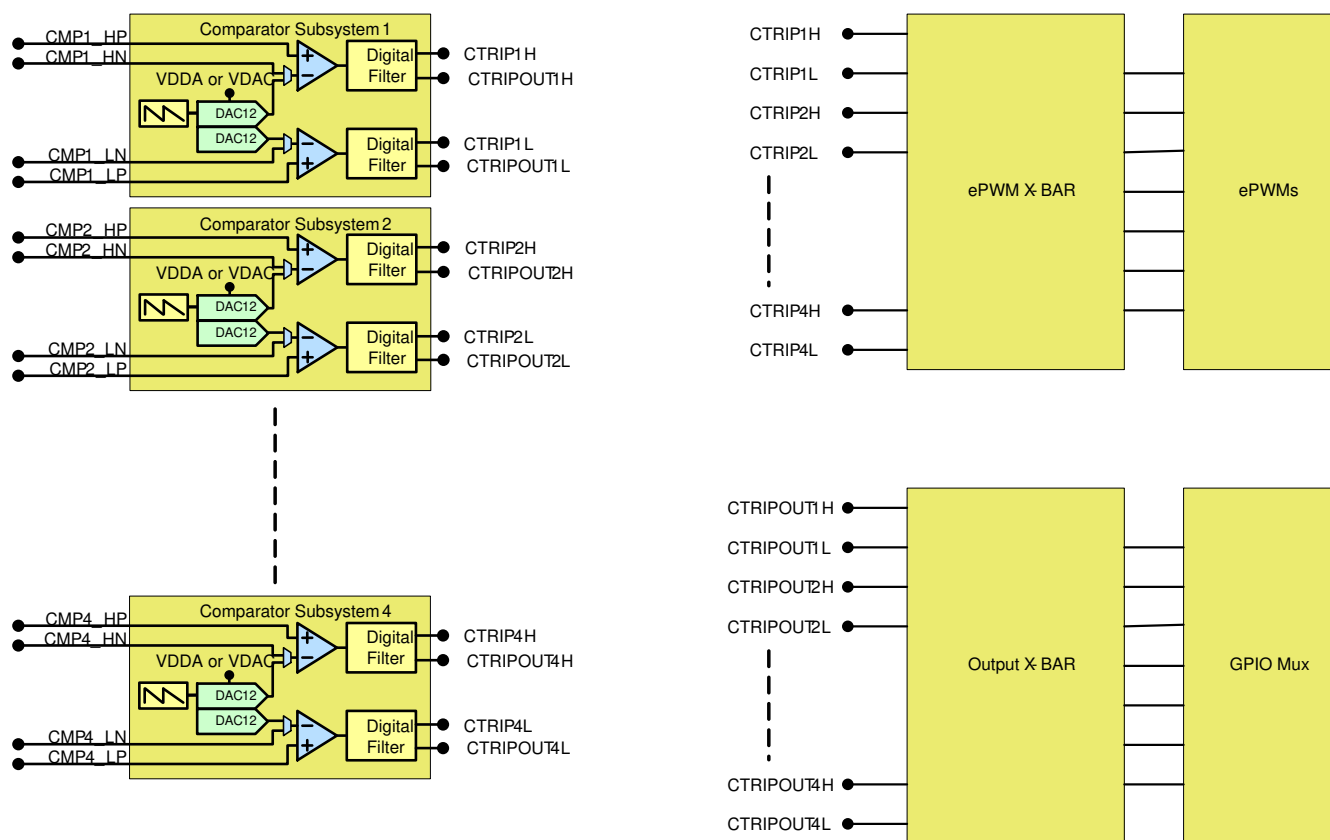 Comparator Subsystem 1
CMP1_HP
CMP1_HN
VDDA or VDAC
DAC12
DAC12
CMP1_LN
CMP1_LP
Digital
Filter
Digital
Filter
CTRIP1H
CTRIPOUT1H
CTRIP1L
CTRIPOUT1L
Comparator Subsystem 2
CMP2_HP
CMP2_HN
VDDA or VDAC
DAC12
DAC12
CMP2_LN
CMP2_LP
Digital
Filter
Digital
Filter
CTRIP2H
CTRIPOUT2H
CTRIP2L
CTRIPOUT2L
Comparator Subsystem 4
CMP4_HP
CMP4_HN
VDDA or VDAC
DAC12
DAC12
CMP4_LN
CMP4_LP
Digital
Filter
Digital
Filter
CTRIP4H
CTRIPOUT4H
CTRIP4L
CTRIPOUT4L
CTRIP1H
CTRIP1L
CTRIP2H
CTRIP2L
CTRIP4H
CTRIP4L
ePWM X-BAR
ePWMs
CTRIPOUT1H
CTRIPOUT1L
CTRIPOUT2H
CTRIPOUT2L
CTRIPOUT4H
CTRIPOUT4L
Output X-BAR
GPIO Mux